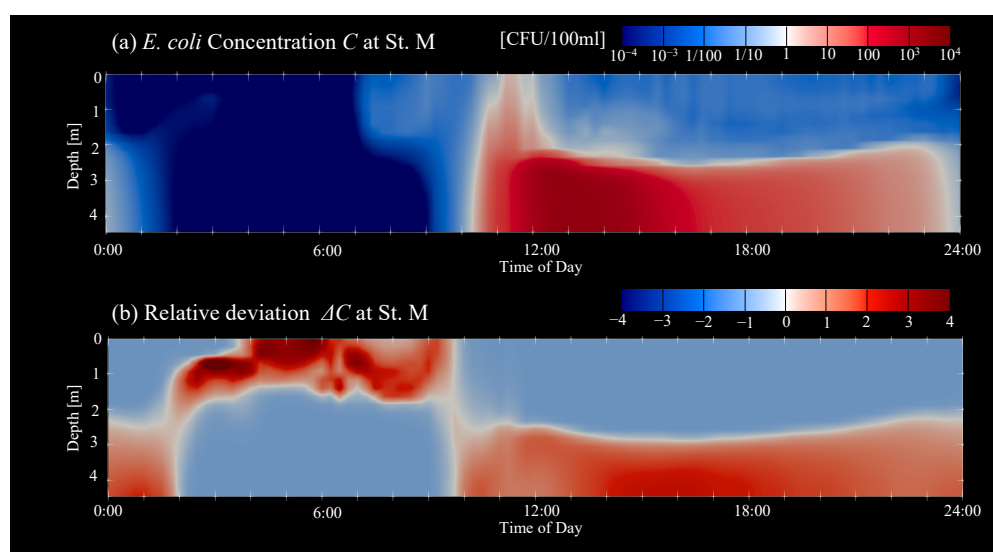 (a) E. coli Concentration C at St. M [CFU/100ml]
10⁻⁴ 10⁻³ 1/100 1/10 1 10 100 10³ 10⁴
0
1
2
3
4
Depth [m]
0:00 6:00 12:00 18:00 24:00
Time of Day
(b) Relative deviation ΔC at St. M
−4 −3 −2 −1 0 1 2 3 4
0
1
2
3
4
Depth [m]
0:00 6:00 12:00 18:00 24:00
Time of Day